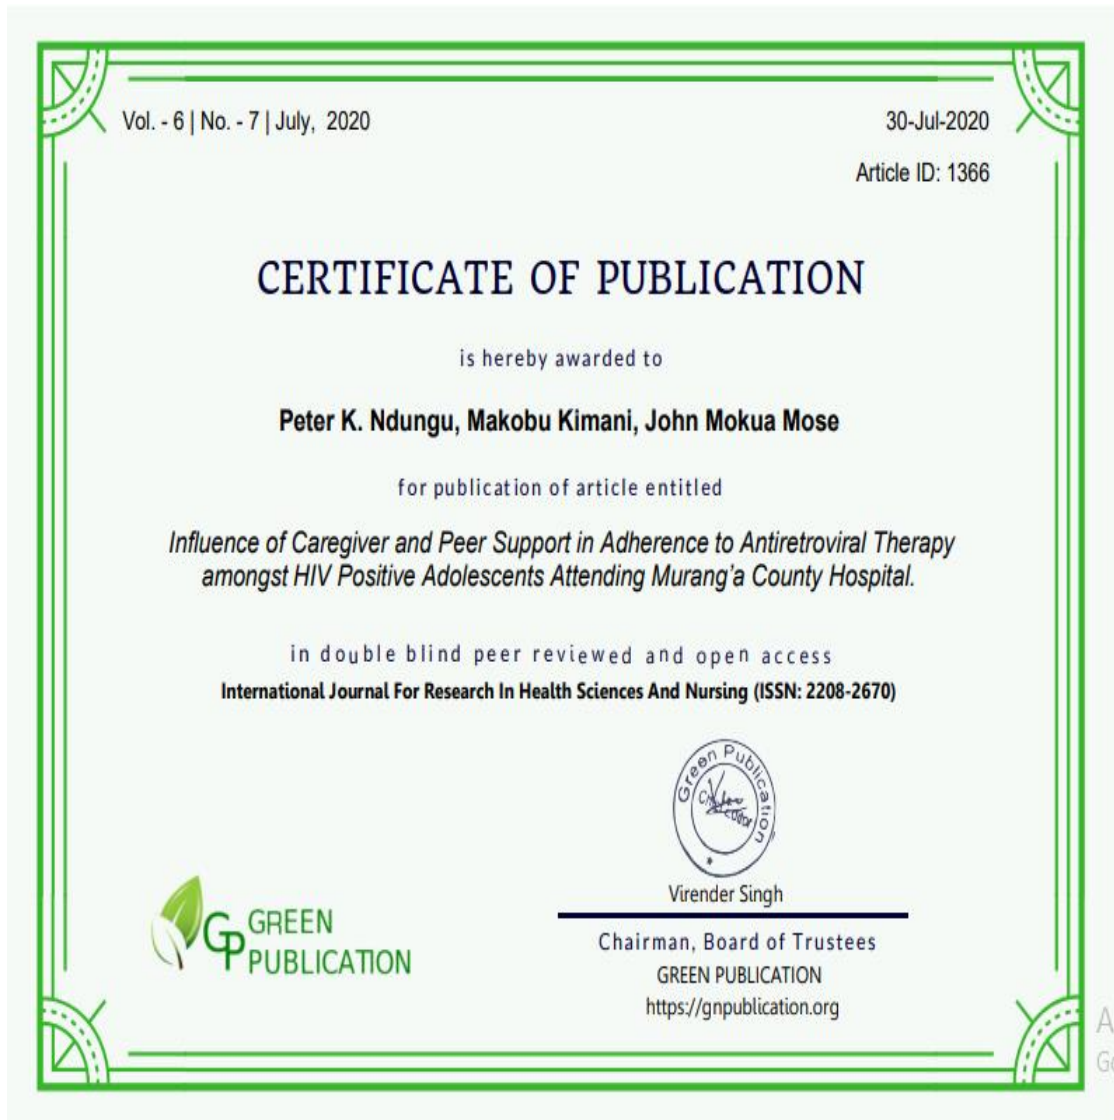 Vol. - 6 | No. - 7 | July, 2020
30-Jul-2020
Article ID: 1366
CERTIFICATE OF PUBLICATION
is hereby awarded to
Peter K. Ndungu, Makobu Kimani, John Mokua Mose
for publication of article entitled
Influence of Caregiver and Peer Support in Adherence to Antiretroviral Therapy
amongst HIV Positive Adolescents Attending Murang’a County Hospital.
in double blind peer reviewed and open access
International Journal For Research In Health Sciences And Nursing (ISSN: 2208-2670)
Green Publication
Virender Singh
Chairman, Board of Trustees
GREEN PUBLICATION
https://gnpublication.org
GP
GREEN
PUBLICATION